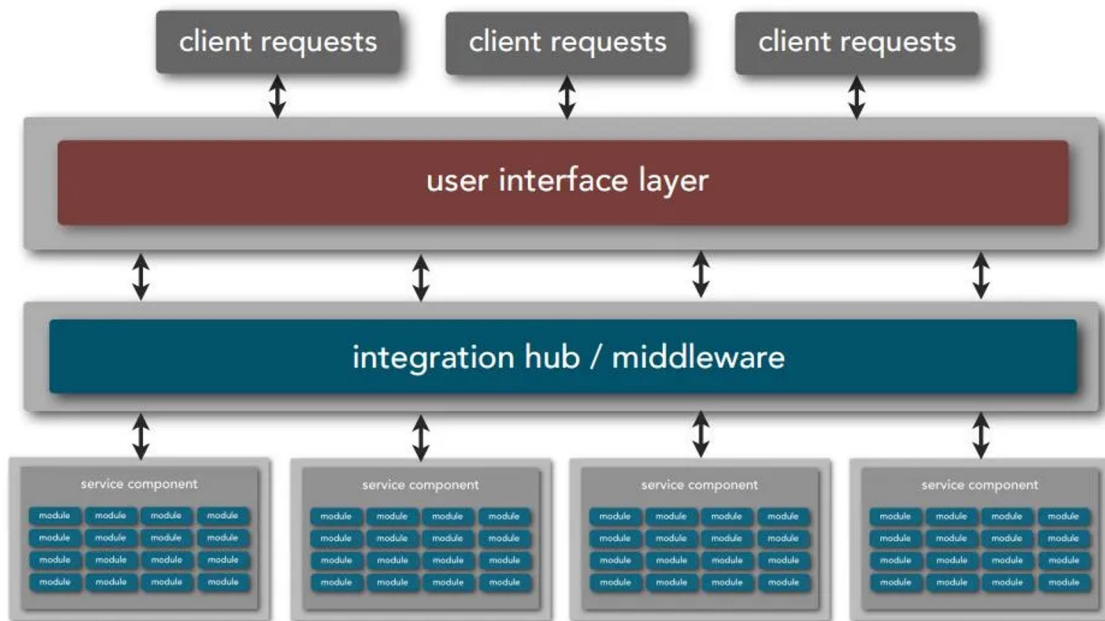 client requests client requests client requests
user interface layer
integration hub / middleware
service component service component service component service component
module module module module module module module module module module module module module module module module
module module module module module module module module module module module module module module module module
module module module module module module module module module module module module module module module module
module module module module module module module module module module module module module module module module